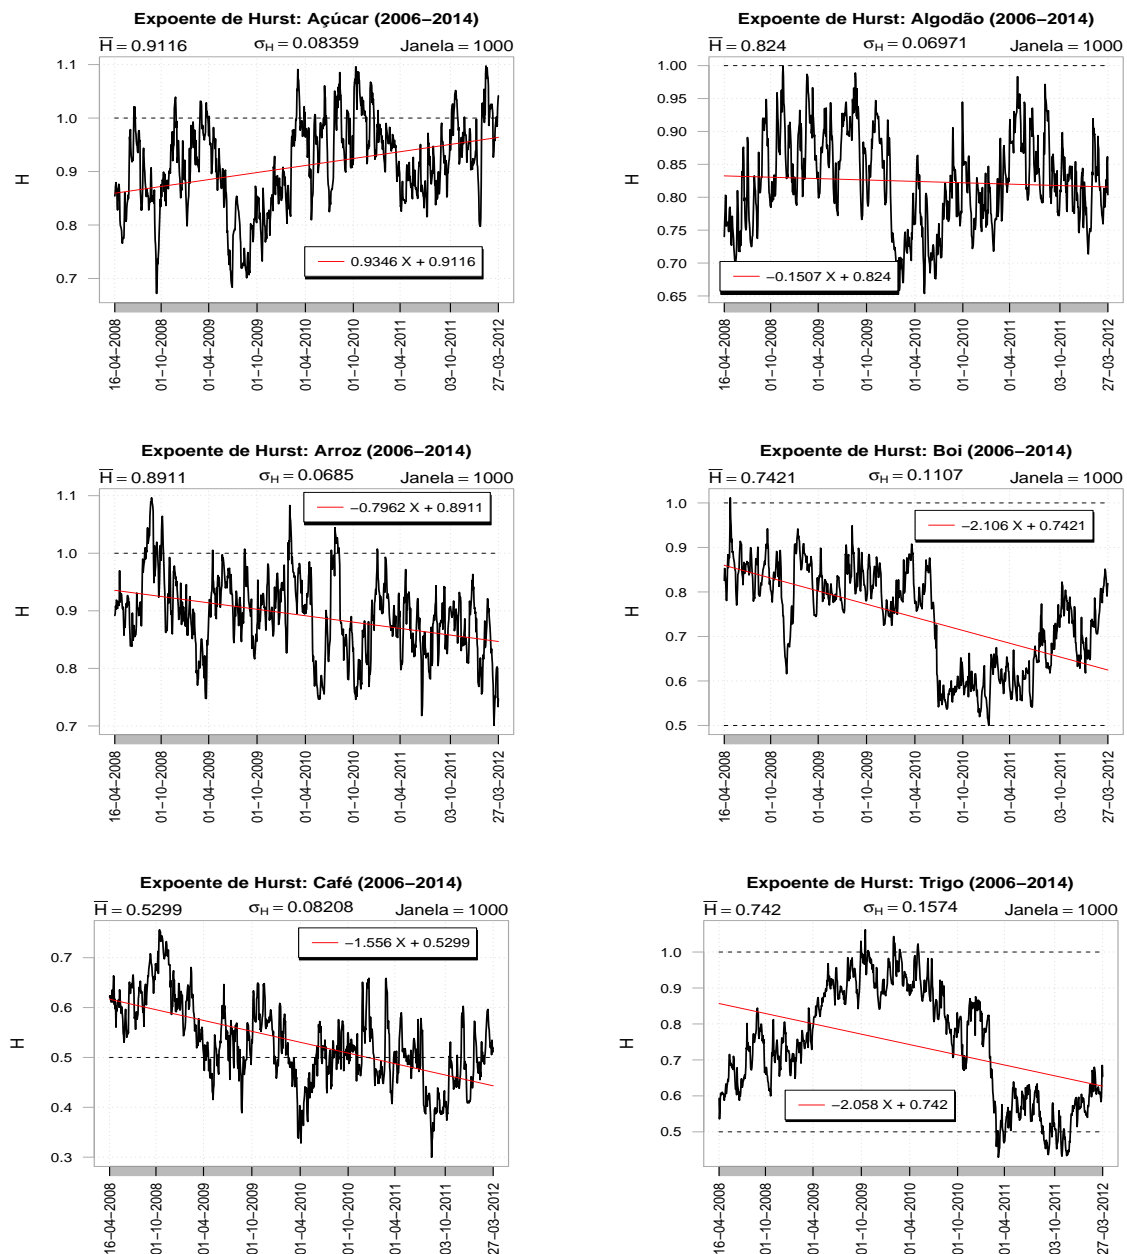 Expoente de Hurst: Açúcar (2006−2014)
H = 0.9116 σH = 0.08359 Janela = 1000
1.1
1.0
0.9
0.8
0.7
H
0.9346 X + 0.9116
16−04−2008 01−10−2008 01−04−2009 01−10−2009 01−04−2010 01−10−2010 01−04−2011 03−10−2011 27−03−2012
Expoente de Hurst: Algodão (2006−2014)
H = 0.824 σH = 0.06971 Janela = 1000
1.00
0.95
0.90
0.85
0.80
0.75
0.70
0.65
H
−0.1507 X + 0.824
16−04−2008 01−10−2008 01−04−2009 01−10−2009 01−04−2010 01−10−2010 01−04−2011 03−10−2011 27−03−2012
Expoente de Hurst: Arroz (2006−2014)
H = 0.8911 σH = 0.0685 Janela = 1000
1.1
1.0
0.9
0.8
0.7
H
−0.7962 X + 0.8911
16−04−2008 01−10−2008 01−04−2009 01−10−2009 01−04−2010 01−10−2010 01−04−2011 03−10−2011 27−03−2012
Expoente de Hurst: Boi (2006−2014)
H = 0.7421 σH = 0.1107 Janela = 1000
1.0
0.9
0.8
0.7
0.6
0.5
H
−2.106 X + 0.7421
16−04−2008 01−10−2008 01−04−2009 01−10−2009 01−04−2010 01−10−2010 01−04−2011 03−10−2011 27−03−2012
Expoente de Hurst: Café (2006−2014)
H = 0.5299 σH = 0.08208 Janela = 1000
0.7
0.6
0.5
0.4
0.3
H
−1.556 X + 0.5299
16−04−2008 01−10−2008 01−04−2009 01−10−2009 01−04−2010 01−10−2010 01−04−2011 03−10−2011 27−03−2012
Expoente de Hurst: Trigo (2006−2014)
H = 0.742 σH = 0.1574 Janela = 1000
1.0
0.9
0.8
0.7
0.6
0.5
H
−2.058 X + 0.742
16−04−2008 01−10−2008 01−04−2009 01−10−2009 01−04−2010 01−10−2010 01−04−2011 03−10−2011 27−03−2012